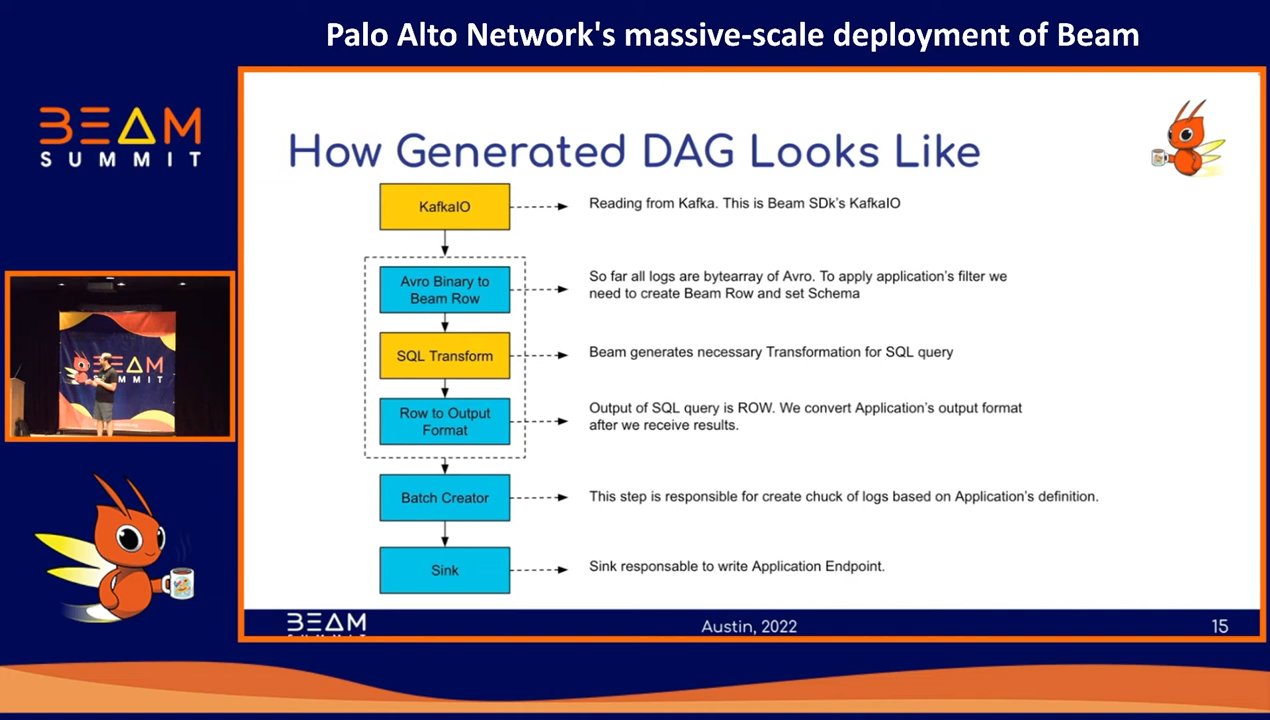 Palo Alto Network's massive-scale deployment of Beam
BEAM
SUMMIT
How Generated DAG Looks Like
KafkaIO
Reading from Kafka. This is Beam SDk's KafkaIO
Avro Binary to
Beam Row
So far all logs are bytearray of Avro. To apply application's filter we
need to create Beam Row and set Schema
SQL Transform
Beam generates necessary Transformation for SQL query
Row to Output
Format
Output of SQL query is ROW. We convert Application's output format
after we receive results.
Batch Creator
This step is responsible for create chuck of logs based on Application's definition.
Sink
Sink responsable to write Application Endpoint.
BEAM
SUMMIT
BEAM
SUMMIT
Austin, 2022
15